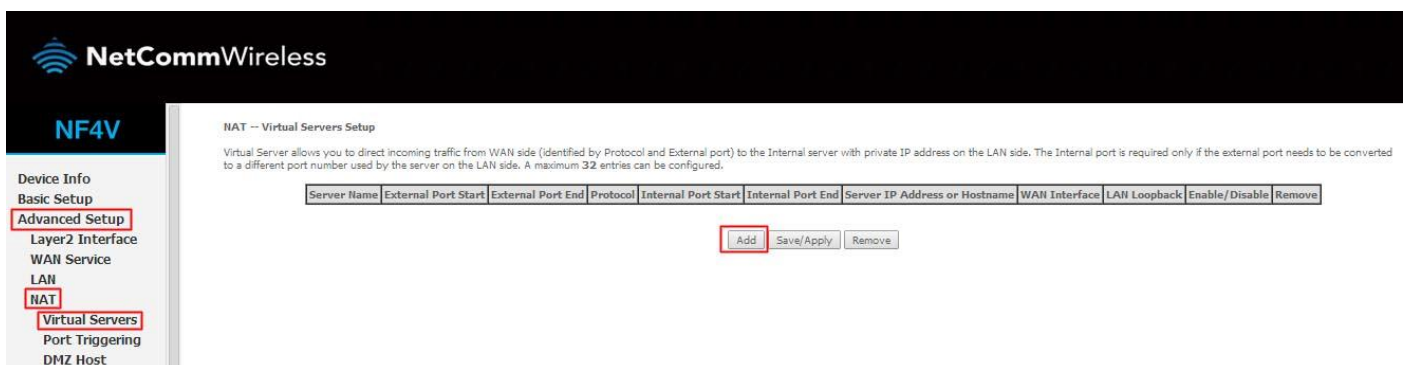 NetCommWireless
NF4V
Device Info
Basic Setup
Advanced Setup
Layer2 Interface
WAN Service
LAN
NAT
Virtual Servers
Port Triggering
DMZ Host
NAT -- Virtual Servers Setup
Virtual Server allows you to direct incoming traffic from WAN side (identified by Protocol and External port) to the Internal server with private IP address on the LAN side. The Internal port is required only if the external port needs to be converted
to a different port number used by the server on the LAN side. A maximum 32 entries can be configured.
Server Name External Port Start External Port End Protocol Internal Port Start Internal Port End Server IP Address or Hostname WAN Interface LAN Loopback Enable/Disable Remove
Add Save/Apply Remove